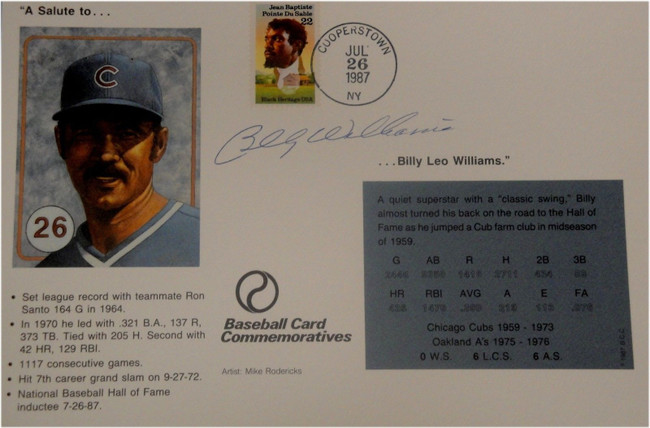 "A Salute to...
C
26
Jean Baptiste
Pointe Du Sable
22
Black Heritage USA
COOPERSTOWN
JUL
26
1987
NY
Billy Williams
...Billy Leo Williams."
A quiet superstar with a "classic swing," Billy
almost turned his back on the road to the Hall of
Fame as he jumped a Cub farm club in midseason
of 1959.
G AB R H 2B 3B
2711 434
HR RBI AVG A E FA
426
Chicago Cubs 1959 - 1973
Oakland A's 1975 - 1976
0 W.S. 6 L.C.S. 6 A.S.
• Set league record with teammate Ron
Santo 164 G in 1964.
• In 1970 he led with .321 B.A., 137 R,
373 TB. Tied with 205 H. Second with
42 HR, 129 RBI.
• 1117 consecutive games.
• Hit 7th career grand slam on 9-27-72.
• National Baseball Hall of Fame
inductee 7-26-87.
Baseball Card
Commemoratives
Artist: Mike Rodericks